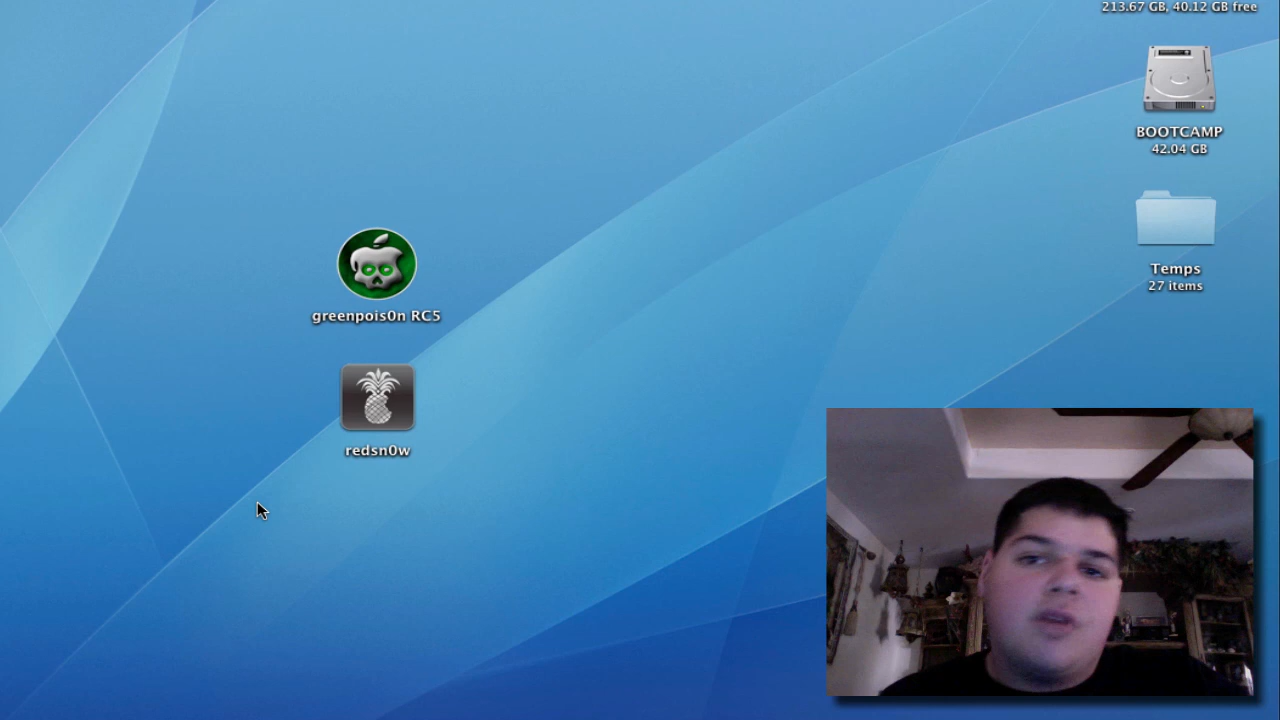 213.67 GB, 40.12 GB free
BOOTCAMP
42.04 GB
Temps
27 items
greenpois0n RC5
redsn0w